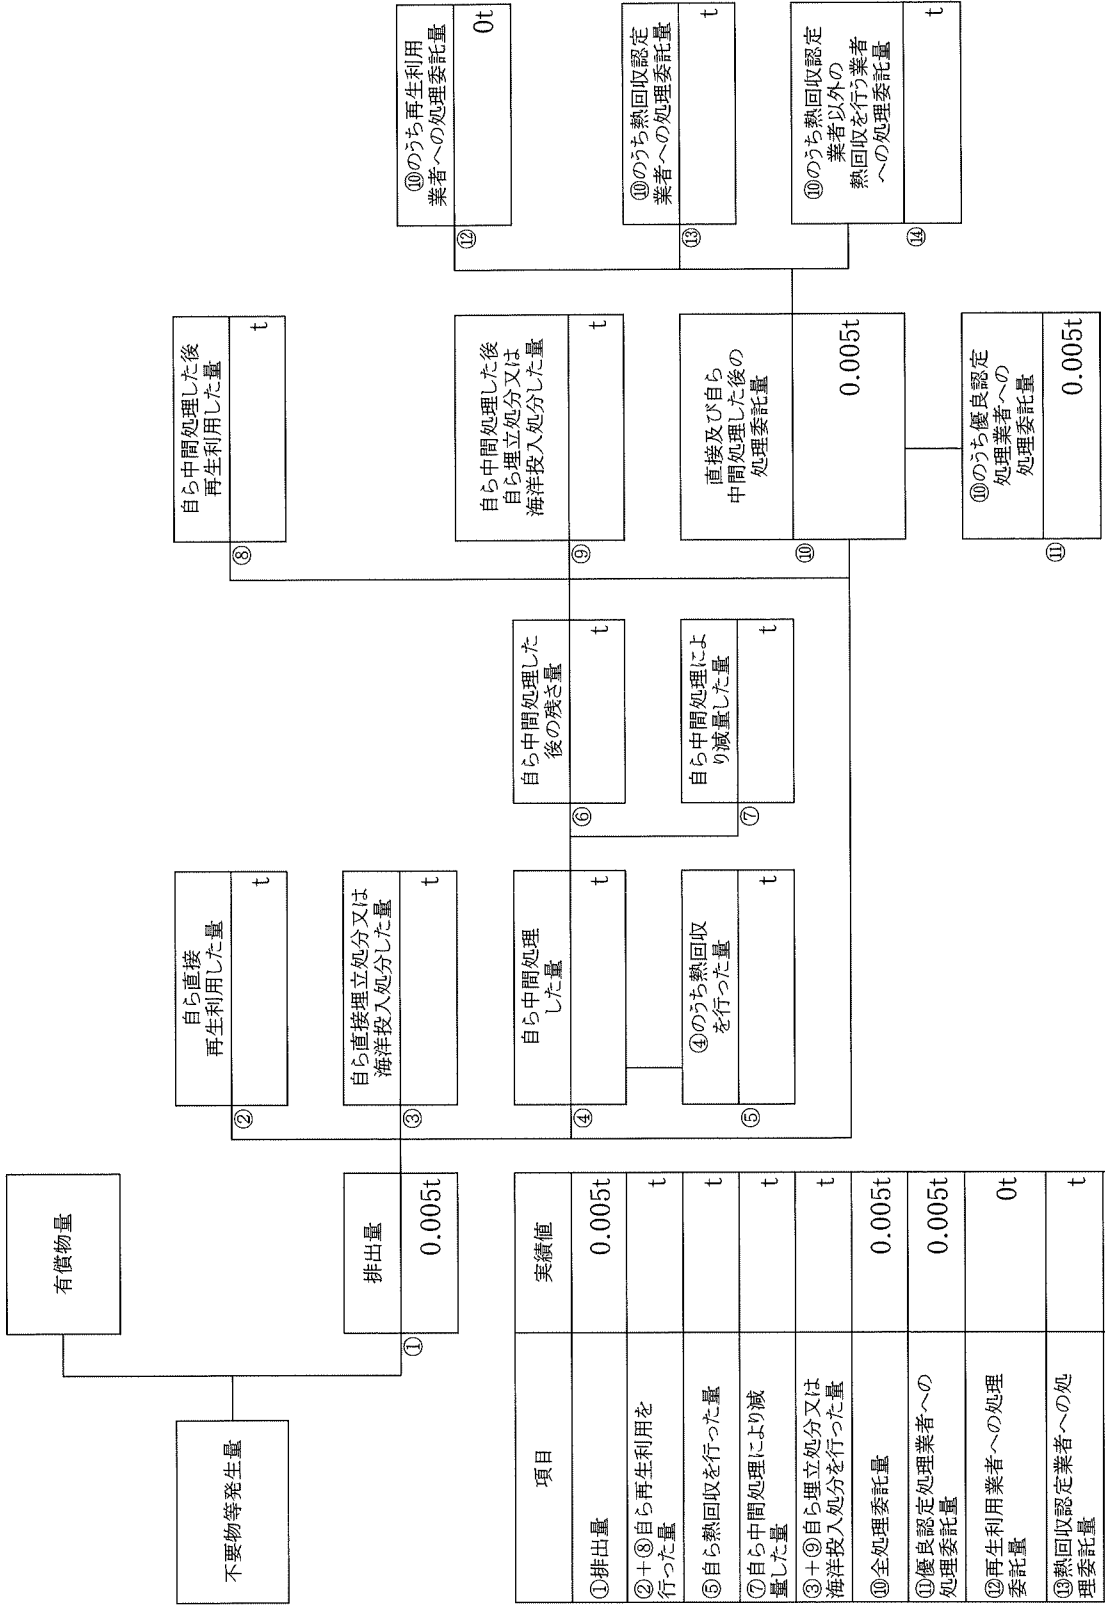 不要物等発生量
有償物量
排出量
①
0.005t
自ら直接
再生利用した量
②
t
自ら直接埋立処分又は
海洋投入処分した量
③
t
自ら中間処理
した量
④
t
④のうち熱回収
を行った量
⑤
t
自ら中間処理した
後の残さ量
⑥
t
自ら中間処理によ
り減量した量
⑦
t
自ら中間処理した後
再生利用した量
⑧
t
自ら中間処理した後
自ら埋立処分又は
海洋投入処分した量
⑨
t
直接及び自ら
中間処理した後の
処理委託量
⑩
0.005t
⑩のうち優良認定
処理業者への
処理委託量
⑪
0.005t
⑩のうち再生利用
業者への処理委託量
⑫
0t
⑩のうち熱回収認定
業者への処理委託量
⑬
t
⑩のうち熱回収認定
業者以外の
熱回収を行う業者
への処理委託量
⑭
t
項目 実績値
①排出量 0.005t
②+⑧自ら再生利用を
行った量 t
⑤自ら熱回収を行った量 t
⑦自ら中間処理により減
量した量 t
③+⑨自ら埋立処分又は
海洋投入処分を行った量 t
⑩全処理委託量 0.005t
⑪優良認定処理業者への
処理委託量 0.005t
⑫再生利用業者への処理
委託量 0t
⑬熱回収認定業者への処
理委託量 t